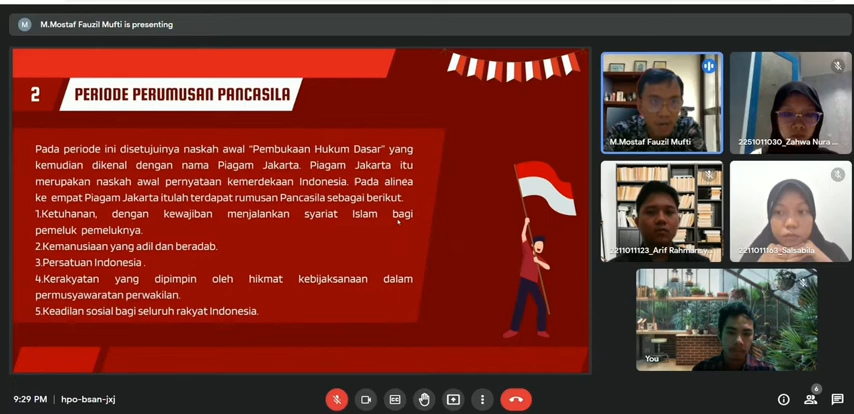 M
M.Mostaf Fauzil Mufti is presenting
2
PERIODE PERUMUSAN PANCASILA
Pada periode ini disetujuinya naskah awal "Pembukaan Hukum Dasar" yang
kemudian dikenal dengan nama Piagam Jakarta. Piagam Jakarta itu
merupakan naskah awal pernyataan kemerdekaan Indonesia. Pada alinea
ke empat Piagam Jakarta itulah terdapat rumusan Pancasila sebagai berikut.
1.Ketuhanan, dengan kewajiban menjalankan syariat Islam bagi
pemeluk pemeluknya.
2.Kemanusiaan yang adil dan beradab.
3.Persatuan Indonesia .
4.Kerakyatan yang dipimpin oleh hikmat kebijaksanaan dalam
permusyawaratan perwakilan.
5.Keadilan sosial bagi seluruh rakyat Indonesia.
M.Mostaf Fauzil Mufti
2251011030_Zahwa Nura ...
2211011123_Arif Rahman...
2211011163_Salsabila
You
9:29 PM | hpo-bsan-jxj
CC
6